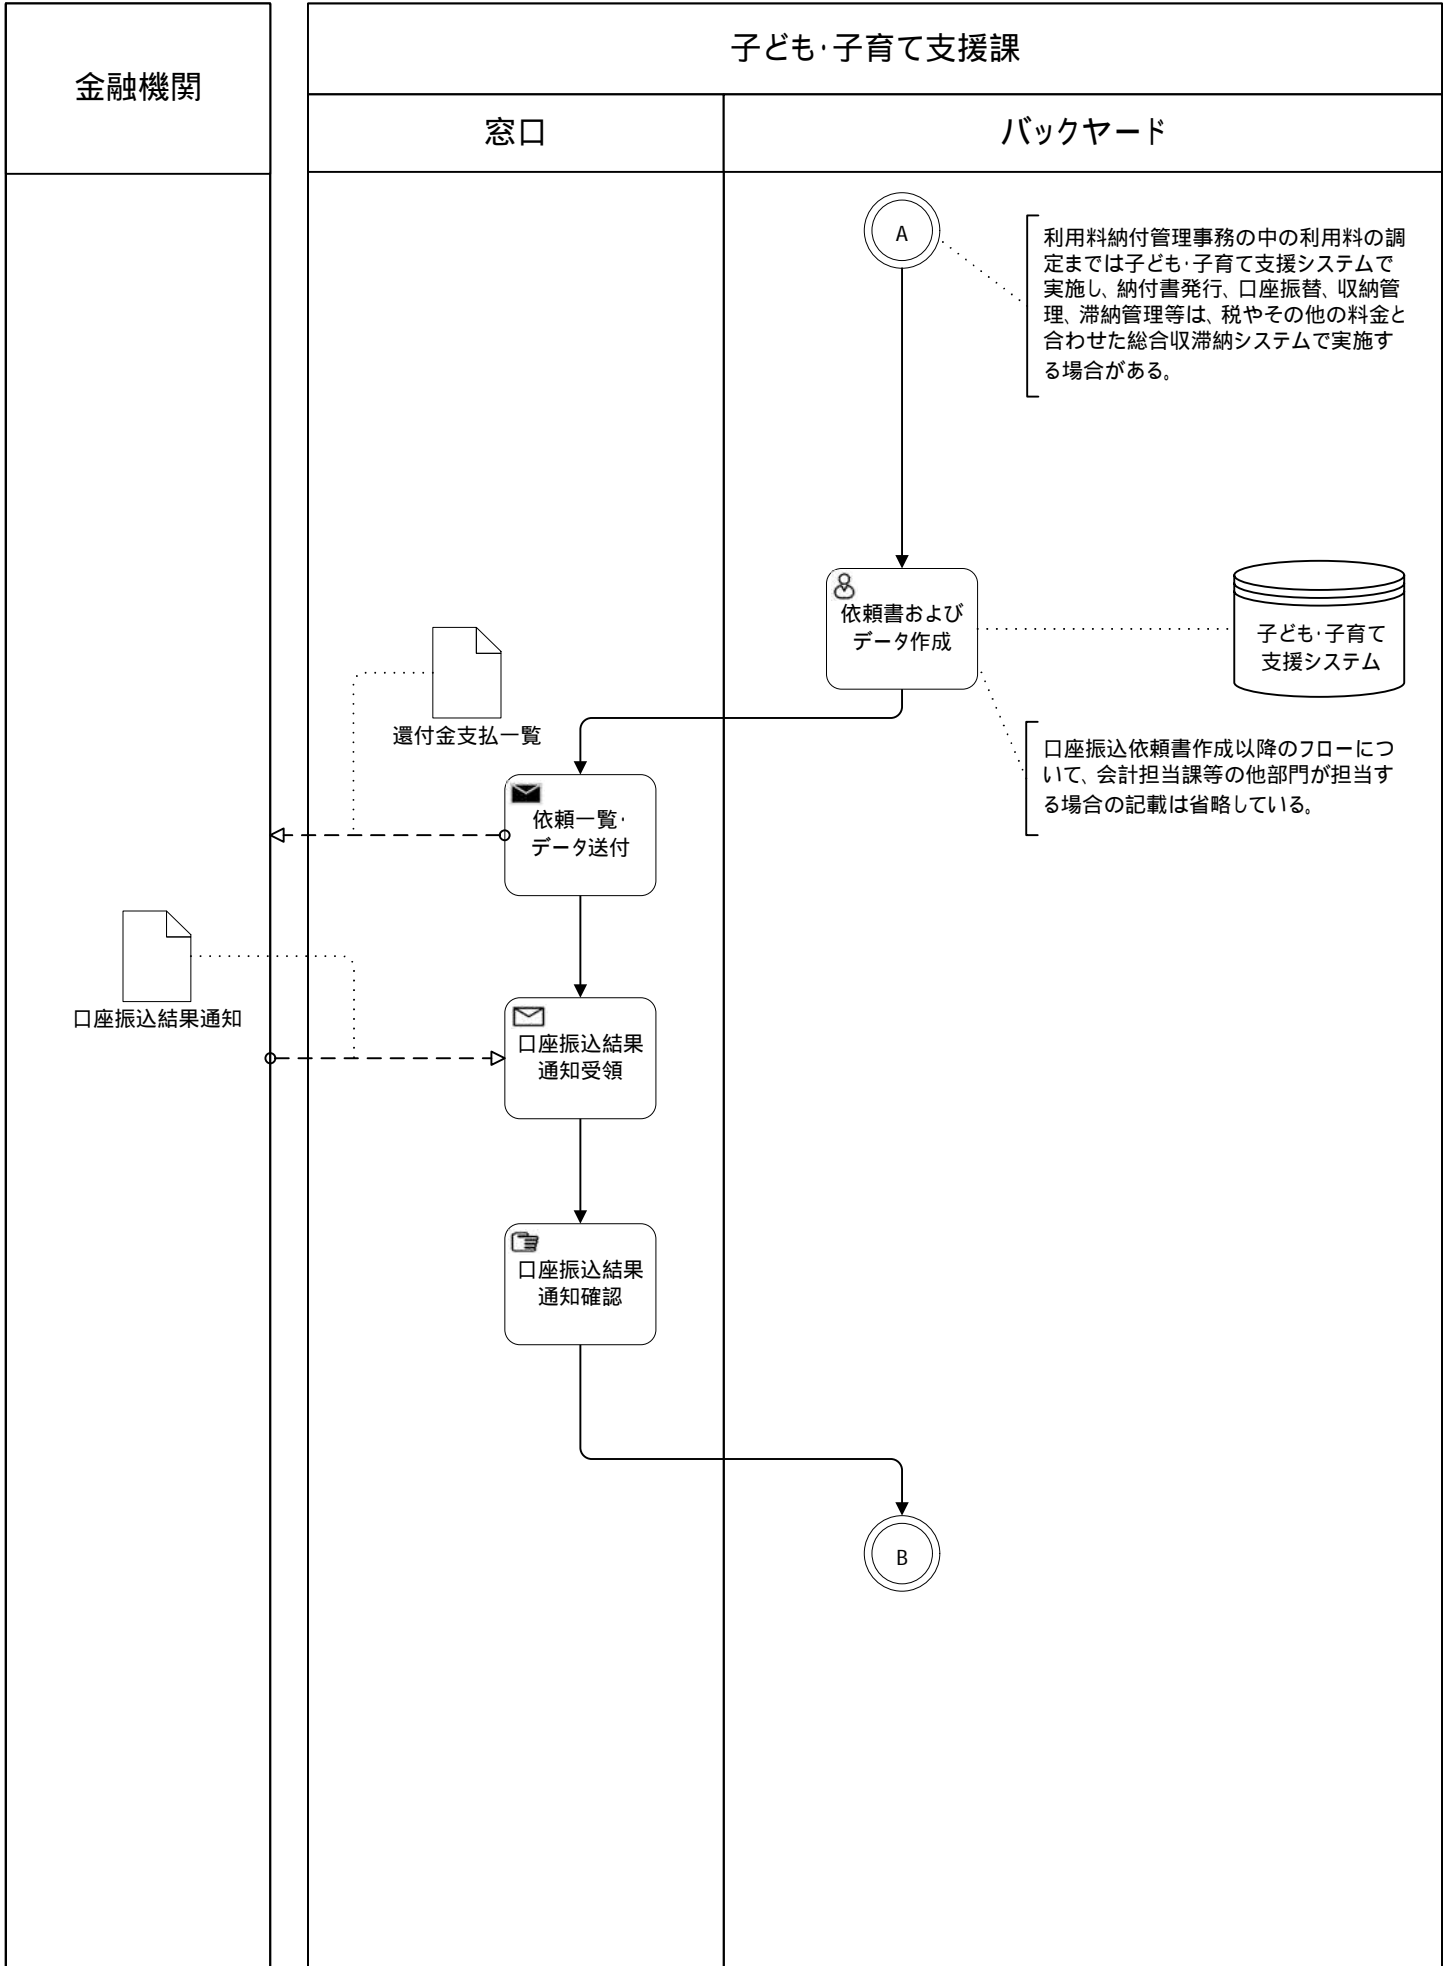 金融機関
子ども・子育て支援課
窓口
バックヤード
A
利用料納付管理事務の中の利用料の調
定までは子ども・子育て支援システムで
実施し、納付書発行、口座振替、収納管
理、滞納管理等は、税やその他の料金と
合わせた総合収滞納システムで実施す
る場合がある。
依頼書および
データ作成
子ども・子育て
支援システム
還付金支払一覧
口座振込依頼書作成以降のフローにつ
いて、会計担当課等の他部門が担当す
る場合の記載は省略している。
依頼一覧・
データ送付
口座振込結果通知
口座振込結果
通知受領
口座振込結果
通知確認
B